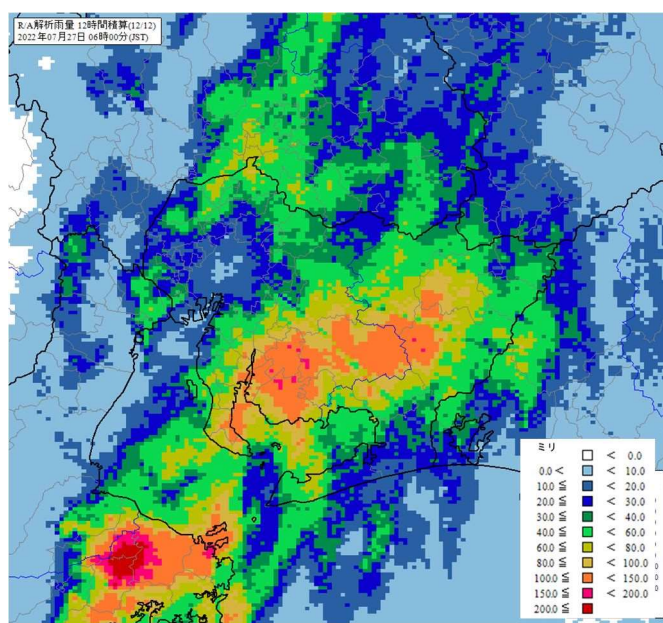 R/A解析雨量 12時間積算(12/12)
2022年07月27日 06時00分(JST)
ミリ
< 0.0
0.0 < < 10.0
10.0 ≦ < 20.0
20.0 ≦ < 30.0
30.0 ≦ < 40.0
40.0 ≦ < 60.0
60.0 ≦ < 80.0
80.0 ≦ < 100.0
100.0 ≦ < 150.0
150.0 ≦ < 200.0
200.0 ≦